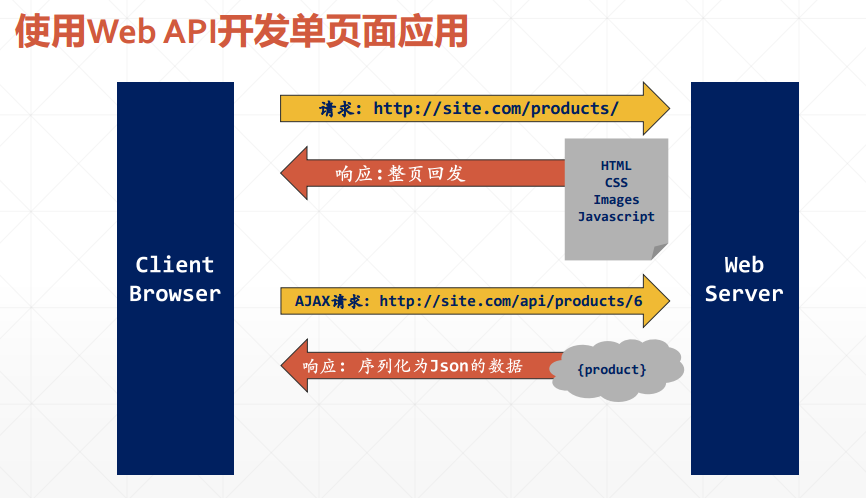 使用Web API开发单页面应用
请求: http://site.com/products/
响应:整页回发
HTML
CSS
Images
Javascript
Client
Browser
Web
Server
AJAX请求: http://site.com/api/products/6
响应: 序列化为Json的数据
{product}